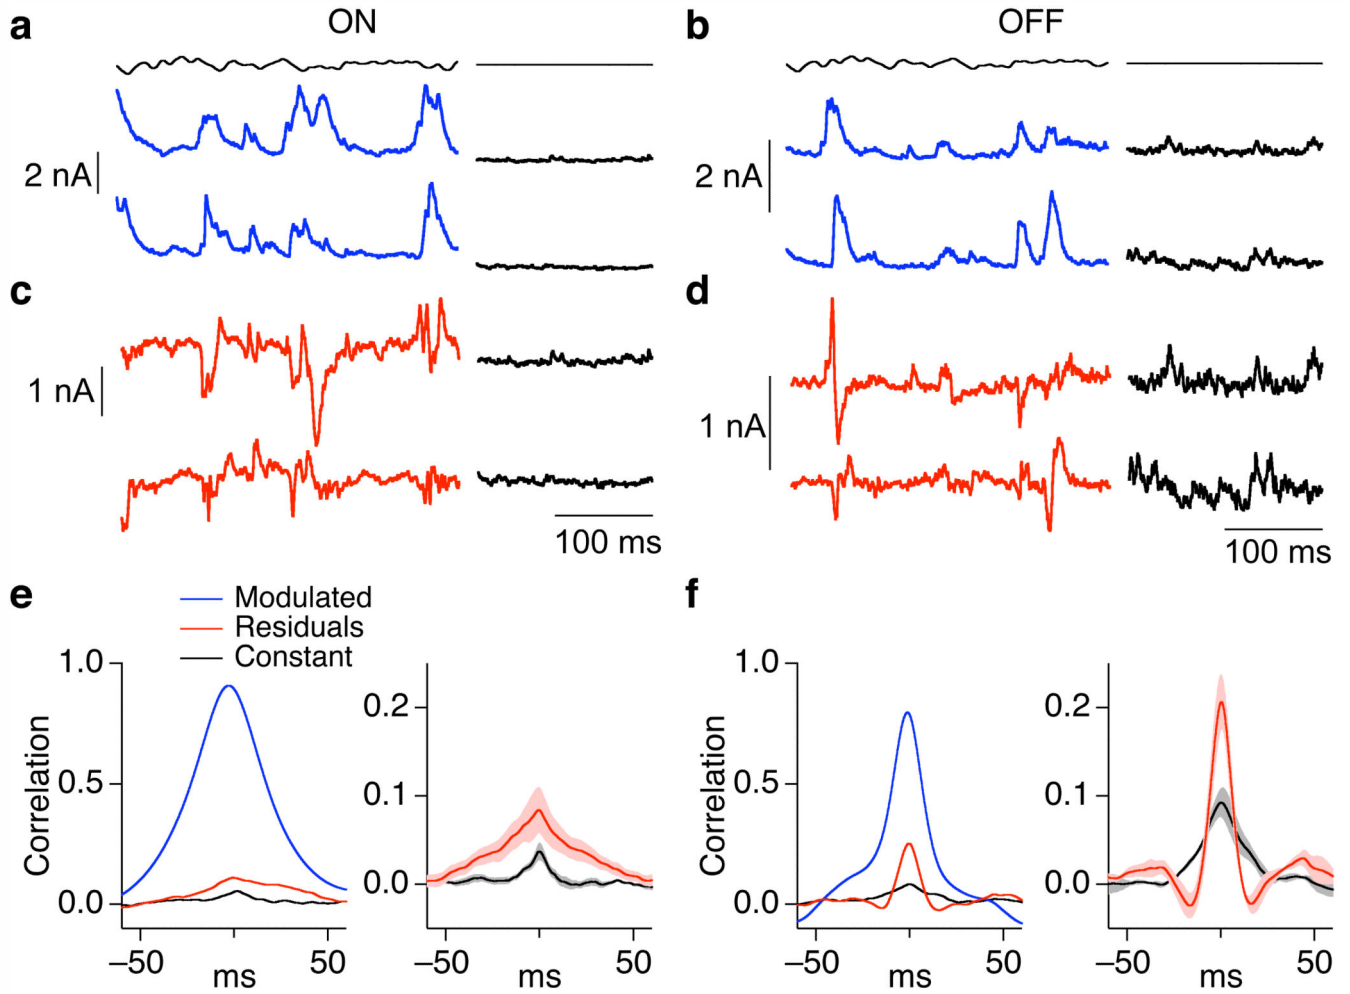 a
ON
b
OFF
2 nA
2 nA
c
d
1 nA
1 nA
100 ms
100 ms
e
Modulated
Residuals
Constant
f
Correlation
1.0
0.5
0.0
–50
50
ms
0.2
0.1
0.0
–50
50
ms
Correlation
1.0
0.5
0.0
–50
50
ms
0.2
0.1
0.0
–50
50
ms